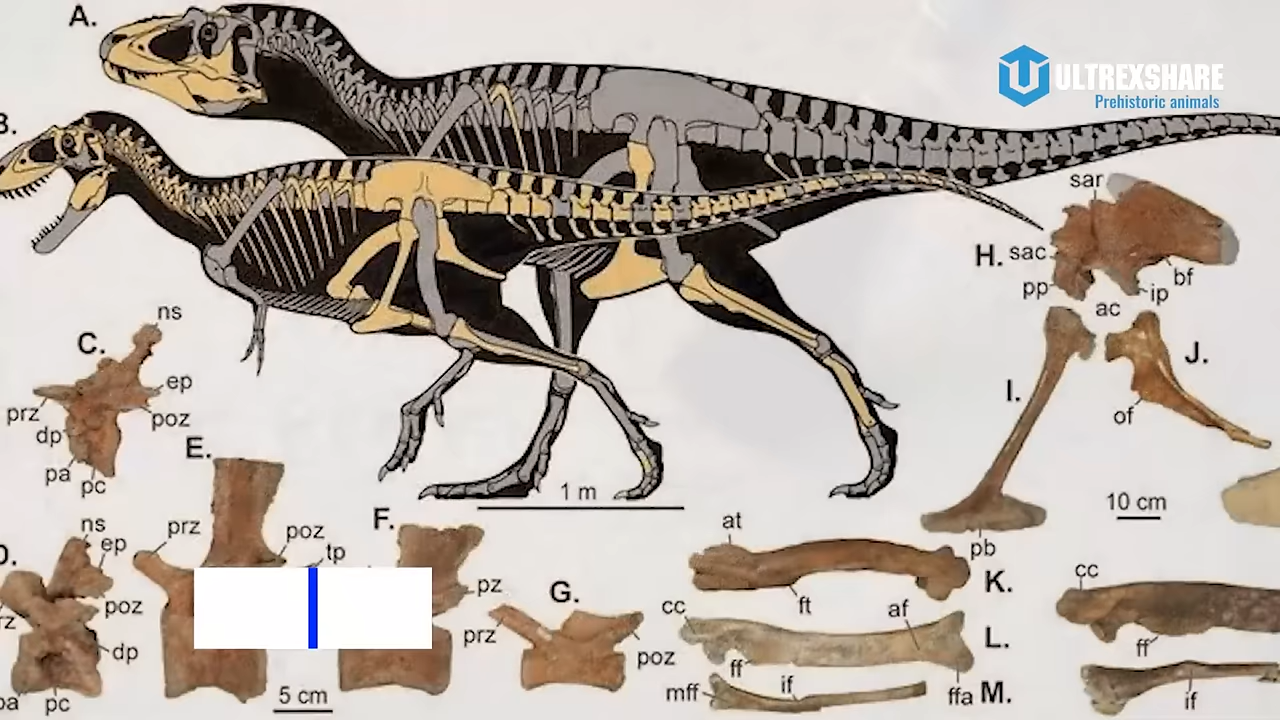 A.
ULTREXSHARE
Prehistoric animals
B.
sar
H. sac
pp
ip
bf
ac
ns
C.
ep
prz
poz
dp
pa
pc
E.
I.
J.
of
1 m
10 cm
pb
ns
ep
prz
poz
tp
F.
at
D.
poz
dp
pc
pz
G.
prz
poz
K.
ft
cc
cc
af
L.
ff
ff
mff
if
ffa
M.
if
5 cm